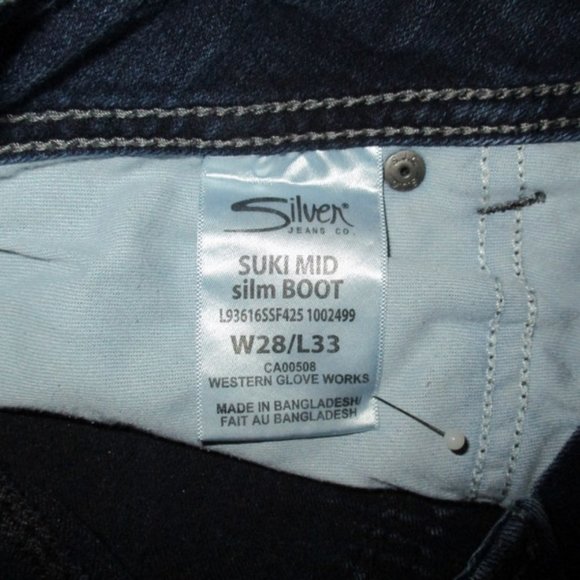 Silver®
JEANS CO.
SUKI MID
silm BOOT
L93616SSF425 1002499
W28/L33
CA00508
WESTERN GLOVE WORKS
MADE IN BANGLADESH/
FAIT AU BANGLADESH